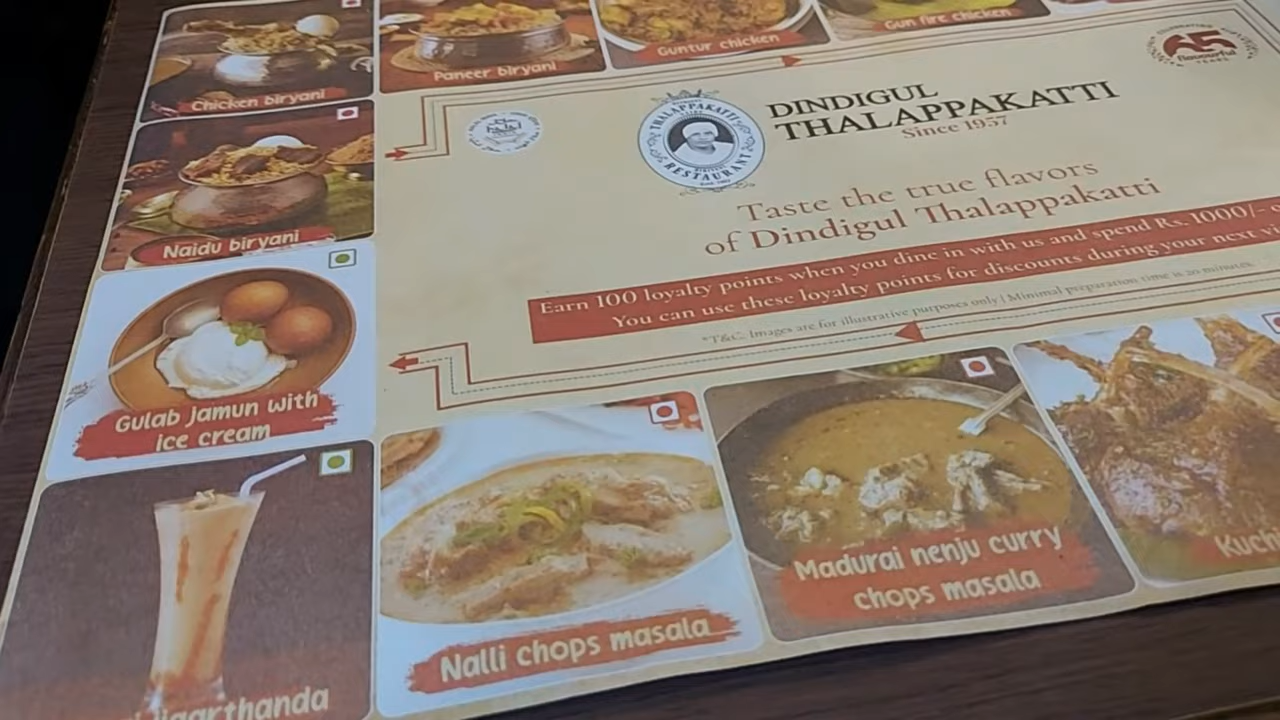 Chicken biryani
Paneer biryani
Guntur chicken
Gun fire chicken
65
flavourful
Naidu biryani
THALAPPAKATTI
RESTAURANT
DINDIGUL
THALAPPAKATTI
Since 1957
Taste the true flavors
of Dindigul Thalappakatti
Earn 100 loyalty points when you dine in with us and spend Rs. 1000/-
You can use these loyalty points for discounts during your next
*T&C. Images are for illustrative purposes only | Minimal preparation time is 20 minutes.
Gulab Jamun with
ice cream
Nalli chops masala
Madurai nenju curry
chops masala
Kuchi